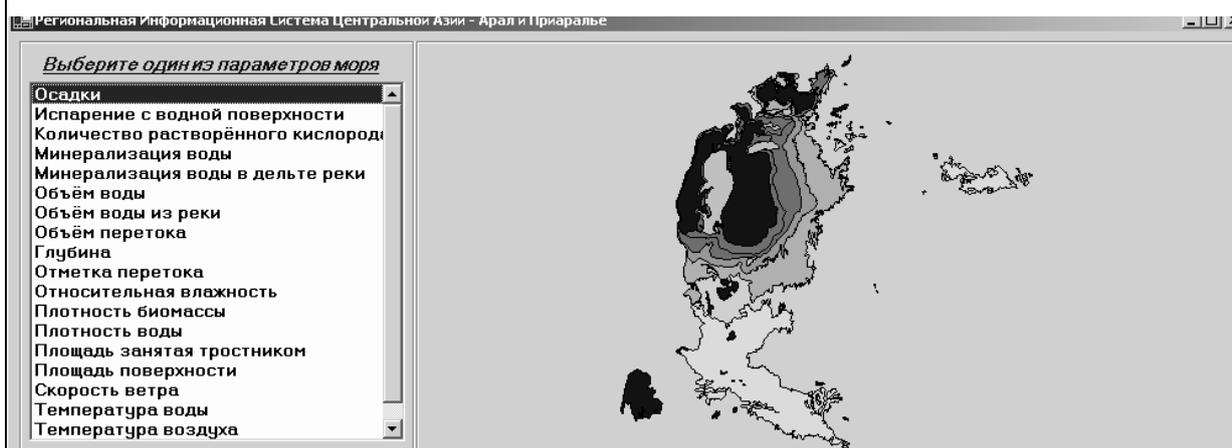 Региональная Информационная Система Центральной Азии - Арал и Приаралье
Выберите один из параметров моря
Осадки
Испарение с водной поверхности
Количество растворённого кислорода
Минерализация воды
Минерализация воды в дельте реки
Объём воды
Объём воды из реки
Объём перетока
Глубина
Отметка перетока
Относительная влажность
Плотность биомассы
Плотность воды
Площадь занятая тростником
Площадь поверхности
Скорость ветра
Температура воды
Температура воздуха